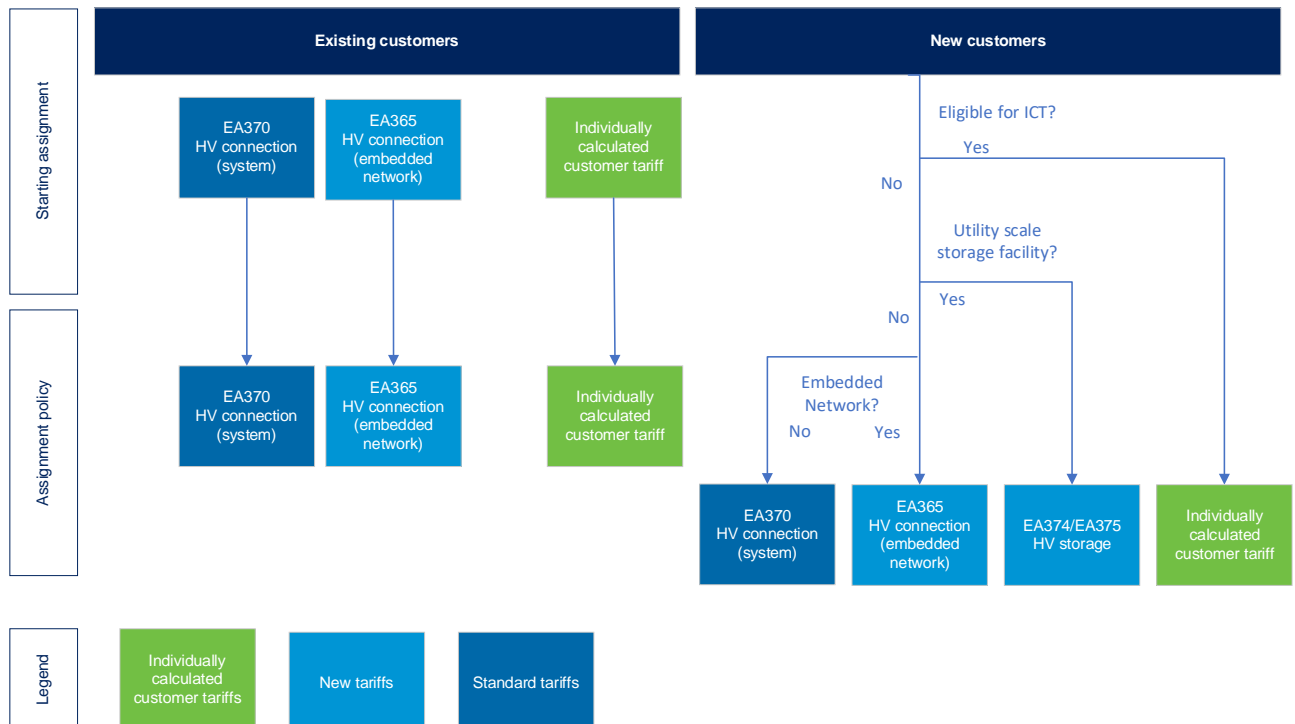 Existing customers
New customers
Starting assignment
EA370
HV connection
(system)
EA365
HV connection
(embedded
network)
Individually
calculated
customer tariff
Eligible for ICT?
Yes
No
Utility scale
storage facility?
Yes
No
Assignment policy
EA370
HV connection
(system)
EA365
HV connection
(embedded
network)
Individually
calculated
customer tariff
Embedded
Network?
No
Yes
EA370
HV connection
(system)
EA365
HV connection
(embedded
network)
EA374/EA375
HV storage
Individually
calculated
customer tariff
Legend
Individually
calculated
customer tariffs
New tariffs
Standard tariffs